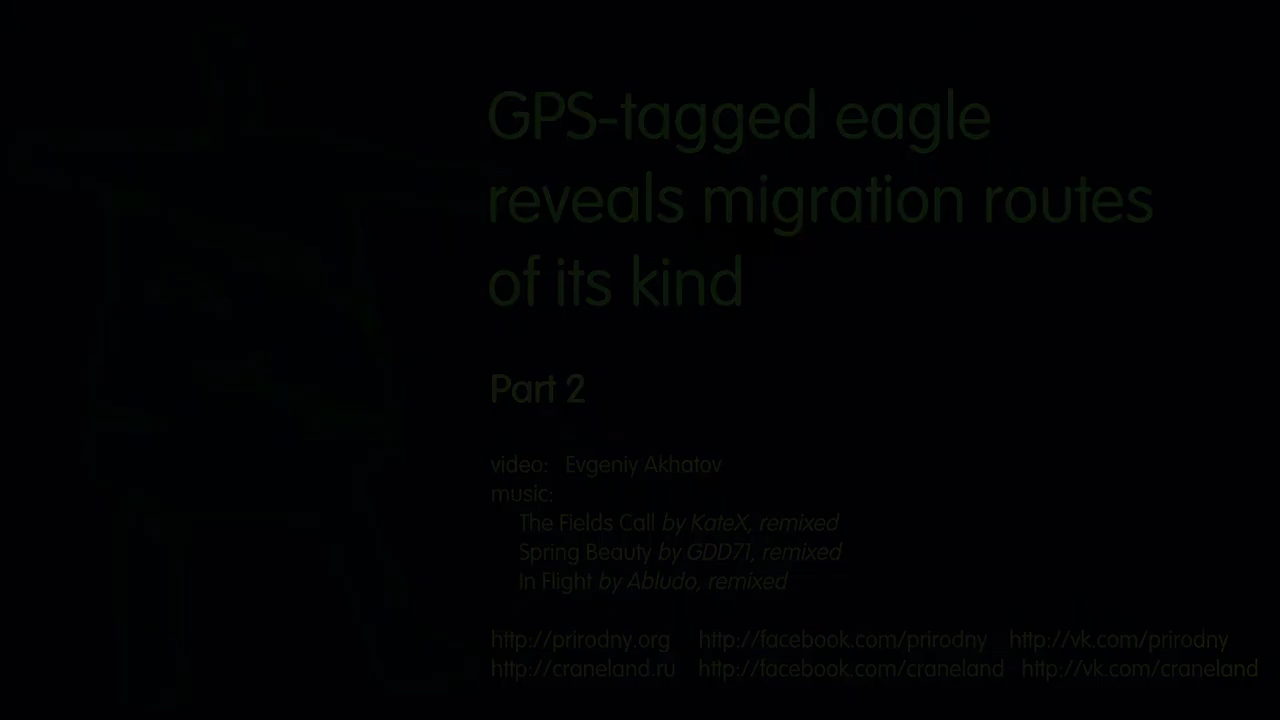 GPS-tagged eagle
reveals migration routes
of its kind
Part 2
video: Evgeniy Akhatov
music:
The Fields Call by KateX, remixed
Spring Beauty by GDD71, remixed
In Flight by Abludo, remixed
http://prirodny.org http://facebook.com/prirodny http://vk.com/prirodny
http://craneland.ru http://facebook.com/craneland http://vk.com/craneland